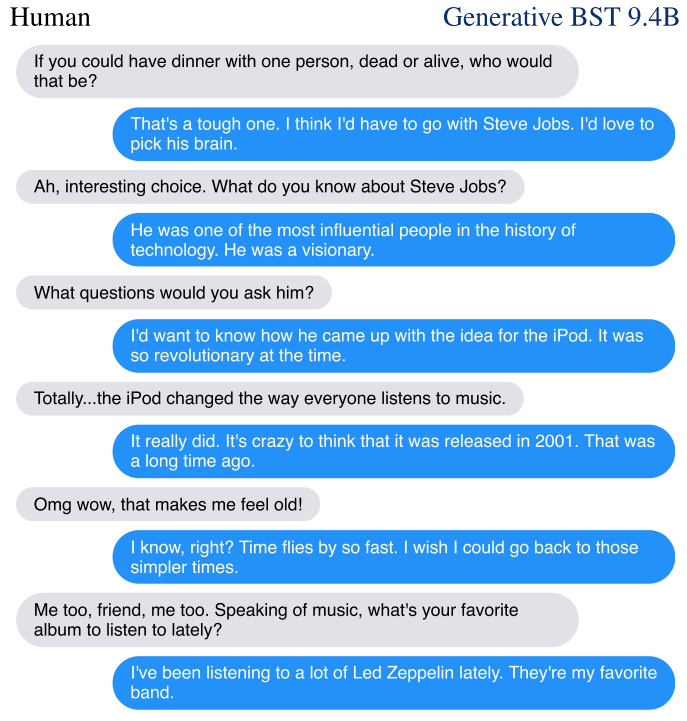 Human
Generative BST 9.4B
If you could have dinner with one person, dead or alive, who would
that be?
That's a tough one. I think I'd have to go with Steve Jobs. I'd love to
pick his brain.
Ah, interesting choice. What do you know about Steve Jobs?
He was one of the most influential people in the history of
technology. He was a visionary.
What questions would you ask him?
I'd want to know how he came up with the idea for the iPod. It was
so revolutionary at the time.
Totally...the iPod changed the way everyone listens to music.
It really did. It's crazy to think that it was released in 2001. That was
a long time ago.
Omg wow, that makes me feel old!
I know, right? Time flies by so fast. I wish I could go back to those
simpler times.
Me too, friend, me too. Speaking of music, what's your favorite
album to listen to lately?
I've been listening to a lot of Led Zeppelin lately. They're my favorite
band.